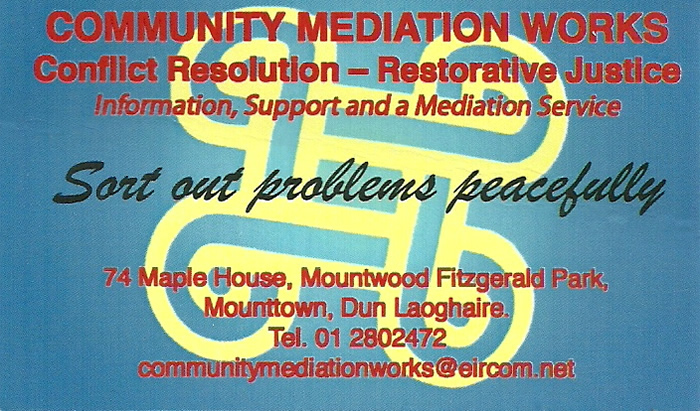 COMMUNITY MEDIATION WORKS
Conflict Resolution – Restorative Justice
Information, Support and a Mediation Service
Sort out problems peacefully
74 Maple House, Mountwood Fitzgerald Park,
Mounttown, Dun Laoghaire.
Tel. 01 2802472
communitymediationworks@eircom.net